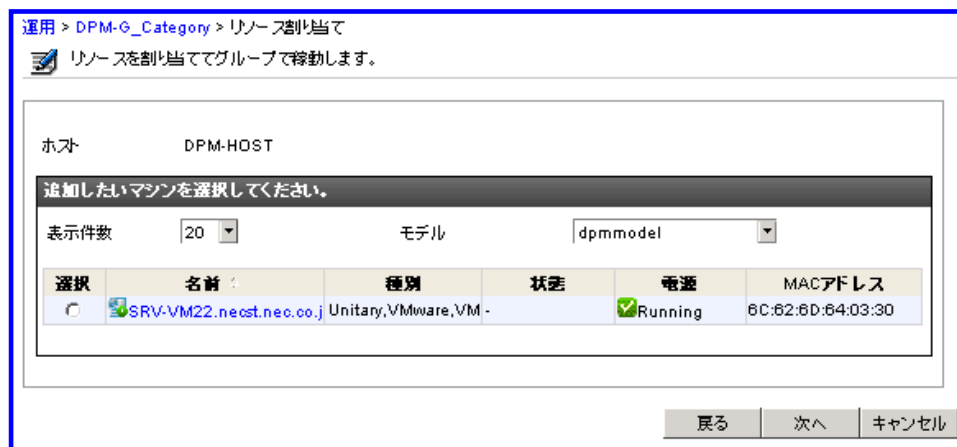 運用 > DPM-G_Category > リソース割り当て
リソースを割り当ててグループで稼動します。
ホスト DPM-HOST
追加したいマシンを選択してください。
表示件数 20 モデル dpmmodel
選択 名前 種別 状態 電源 MACアドレス
SRV-VM22.necst.nec.co.j Unitary,VMware,VM - Running 6C:62:6D:64:03:30
戻る 次へ キャンセル